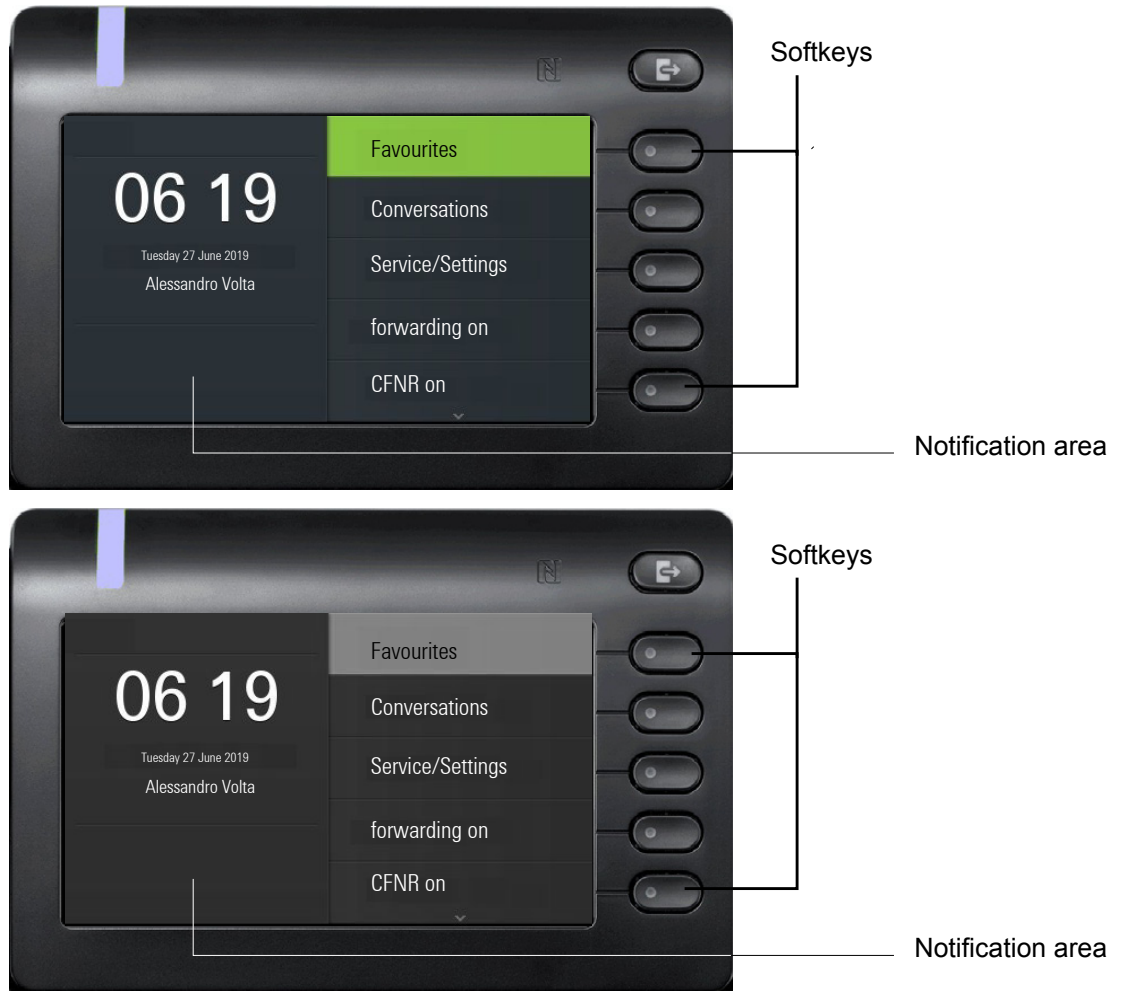 Softkeys
Favourites
06 19
Conversations
Tuesday 27 June 2019
Service/Settings
Alessandro Volta
forwarding on
CFNR on
Notification area
Softkeys
Favourites
06 19
Conversations
Tuesday 27 June 2019
Service/Settings
Alessandro Volta
forwarding on
CFNR on
Notification area